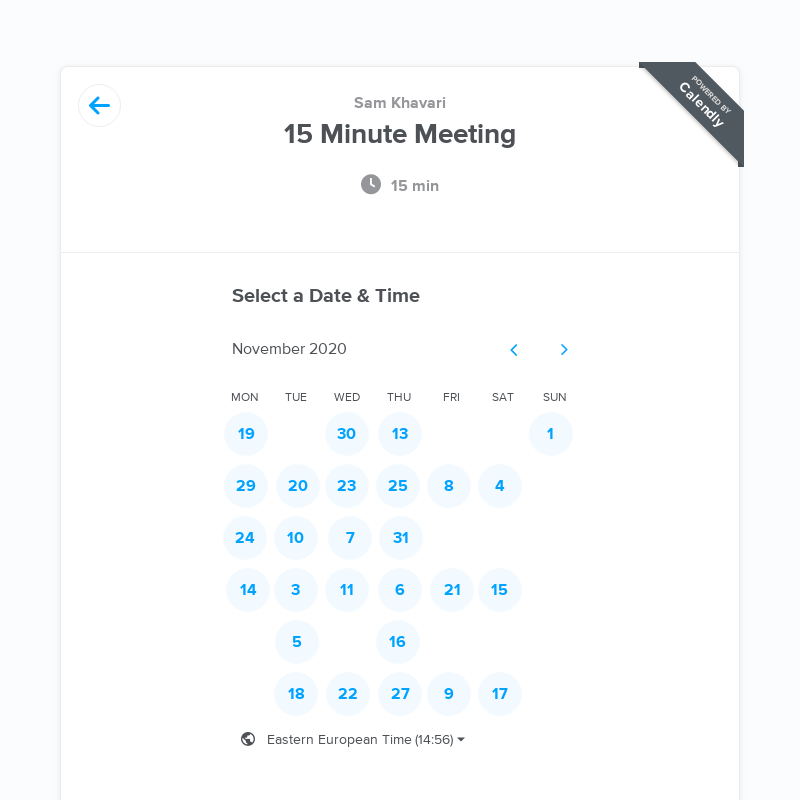 POWERED BY
Calendly
Sam Khavari
15 Minute Meeting
15 min
Select a Date & Time
November 2020
MON TUE WED THU FRI SAT SUN
19 30 13 1
29 20 23 25 8 4
24 10 7 31
14 3 11 6 21 15
5 16
18 22 27 9 17
Eastern European Time (14:56)